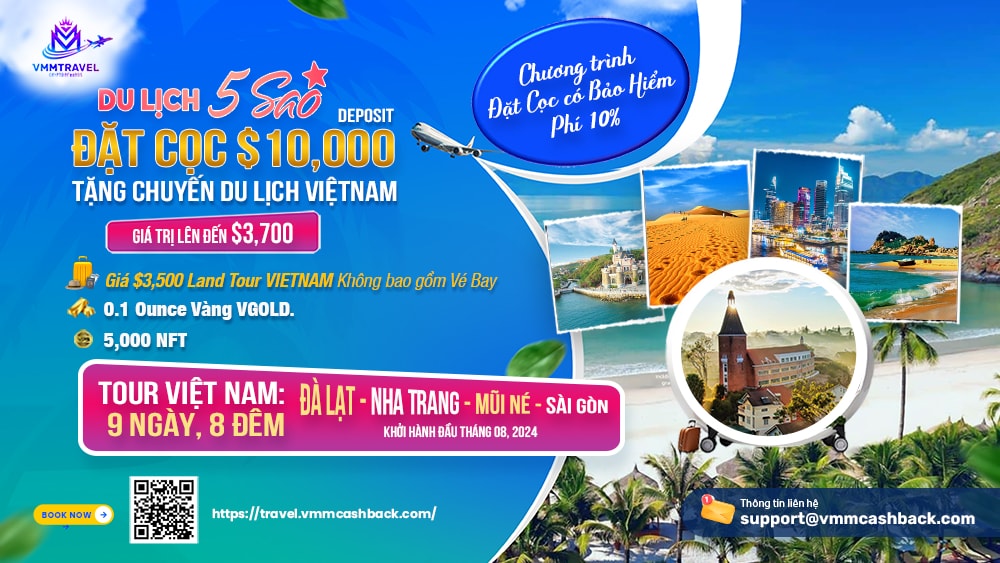 VMMTRAVEL
DU LỊCH 5 Sao
DEPOSIT
ĐẶT CỌC $10,000
TẶNG CHUYẾN DU LỊCH VIỆTNAM
GIÁ TRỊ LÊN ĐẾN $3,700
Giá $3,500 Land Tour VIETNAM Không bao gồm Vé Bay
0.1 Ounce Vàng VGOLD.
5,000 NFT
TOUR VIỆT NAM:
9 NGÀY, 8 ĐÊM
ĐÀ LẠT - NHA TRANG - MŨI NÉ - SÀI GÒN
KHỞI HÀNH ĐẦU THÁNG 08, 2024
Chương trình
Đặt Cọc có Bảo Hiểm
Phí 10%
BOOK NOW
https://travel.vmmcashback.com/
1
Thông tin liên hệ
support@vmmcashback.com